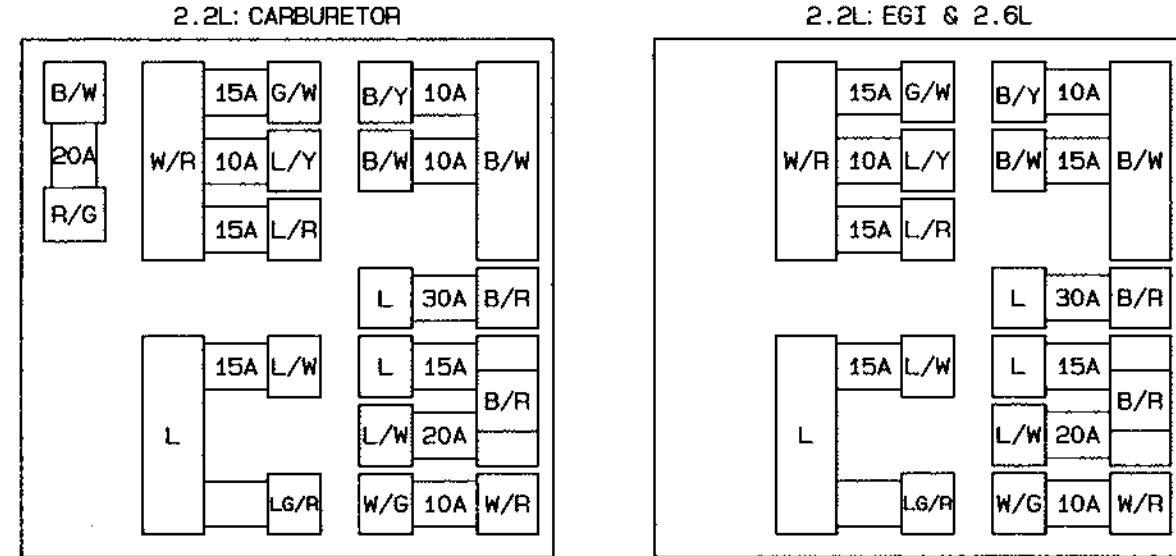 2.2L: CARBURETOR
B/W 15A G/W B/Y 10A
20A W/R 10A L/Y B/W 10A B/W
R/G 15A L/R
L 30A B/R
15A L/W L 15A
B/R
L L/W 20A
LG/R W/G 10A W/R
2.2L: EGI & 2.6L
15A G/W B/Y 10A
W/R 10A L/Y B/W 15A B/W
15A L/R
L 30A B/R
15A L/W L 15A
B/R
L L/W 20A
LG/R W/G 10A W/R